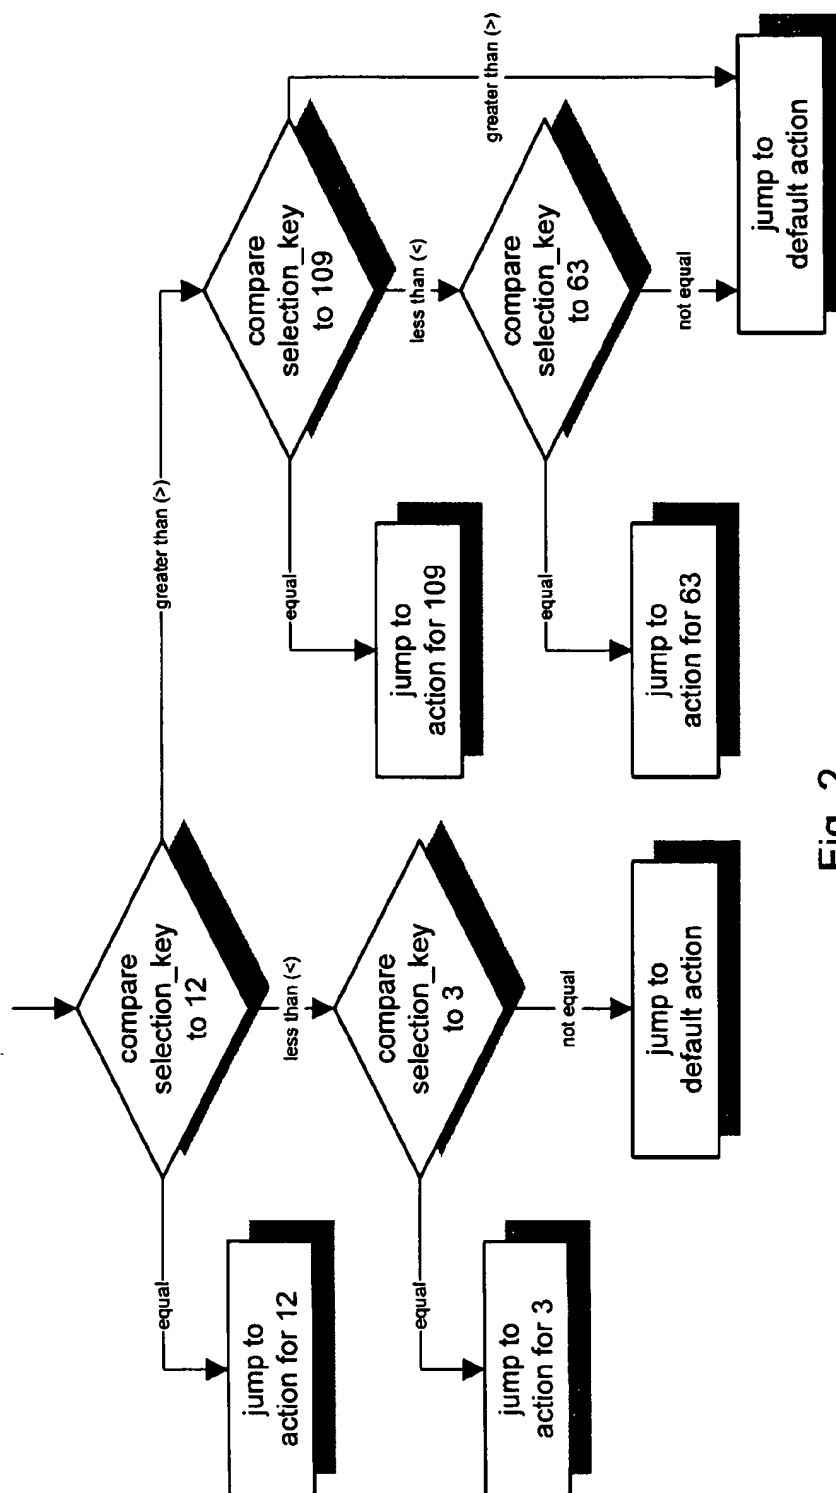 compare
selection_key
to 12
equal
less than (<)
greater than (>)
jump to
action for 12
compare
selection_key
to 3
equal
not equal
jump to
action for 3
jump to
default action
compare
selection_key
to 109
equal
less than (<)
greater than (>)
jump to
action for 109
compare
selection_key
to 63
equal
not equal
jump to
action for 63
jump to
default action
Fig. 2